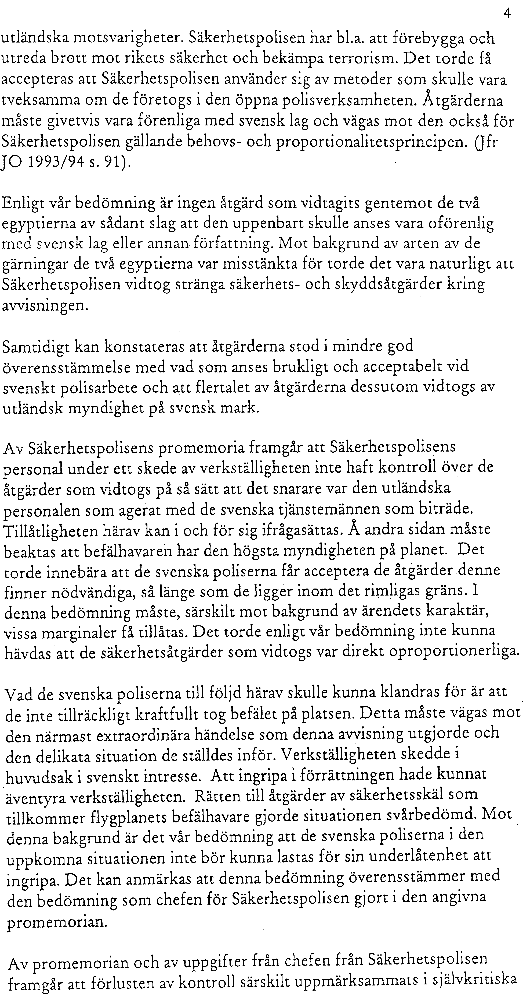 4
utländska motsvarigheter. Säkerhetspolisen har bl.a. att förebygga och
utreda brott mot rikets säkerhet och bekämpa terrorism. Det torde få
accepteras att Säkerhetspolisen använder sig av metoder som skulle vara
tveksamma om de företogs i den öppna polisverksamheten. Åtgärderna
måste givetvis vara förenliga med svensk lag och vägas mot den också för
Säkerhetspolisen gällande behovs- och proportionalitetsprincipen. (Jfr
JO 1993/94 s. 91).
Enligt vår bedömning är ingen åtgärd som vidtagits gentemot de två
egyptierna av sådant slag att den uppenbart skulle anses vara oförenlig
med svensk lag eller annan författning. Mot bakgrund av arten av de
gärningar de två egyptierna var misstänkta för torde det vara naturligt att
Säkerhetspolisen vidtog stränga säkerhets- och skyddsåtgärder kring
avvisningen.
Samtidigt kan konstateras att åtgärderna stod i mindre god
överensstämmelse med vad som anses brukligt och acceptabelt vid
svenskt polisarbete och att flertalet av åtgärderna dessutom vidtogs av
utländsk myndighet på svensk mark.
Av Säkerhetspolisens promemoria framgår att Säkerhetspolisens
personal under ett skede av verkställigheten inte haft kontroll över de
åtgärder som vidtogs på så sätt att det snarare var den utländska
personalen som agerat med de svenska tjänstemännen som biträde.
Tillåtligheten härav kan i och för sig ifrågasättas. Å andra sidan måste
beaktas att befälhavaren har den högsta myndigheten på planet. Det
torde innebära att de svenska poliserna får acceptera de åtgärder denne
finner nödvändiga, så länge som de ligger inom det rimligas gräns. I
denna bedömning måste, särskilt mot bakgrund av ärendets karaktär,
vissa marginaler få tillåtas. Det torde enligt vår bedömning inte kunna
hävdas att de säkerhetsåtgärder som vidtogs var direkt oproportionerliga.
Vad de svenska poliserna till följd härav skulle kunna klandras för är att
de inte tillräckligt kraftfullt tog befälet på platsen. Detta måste vägas mot
den närmast extraordinära händelse som denna avvisning utgjorde och
den delikata situation de ställdes inför. Verkställigheten skedde i
huvudsak i svenskt intresse. Att ingripa i förrättningen hade kunnat
äventyra verkställigheten. Rätten till åtgärder av säkerhetsskäl som
tillkommer flygplanets befälhavare gjorde situationen svårbedömd. Mot
denna bakgrund är det vår bedömning att de svenska poliserna i den
uppkomna situationen inte bör kunna lastas för sin underlåtenhet att
ingripa. Det kan anmärkas att denna bedömning överensstämmer med
den bedömning som chefen för Säkerhetspolisen gjort i den angivna
promemorian.
Av promemorian och av uppgifter från chefen från Säkerhetspolisen
framgår att förlusten av kontroll särskilt uppmärksammats i självkritiska